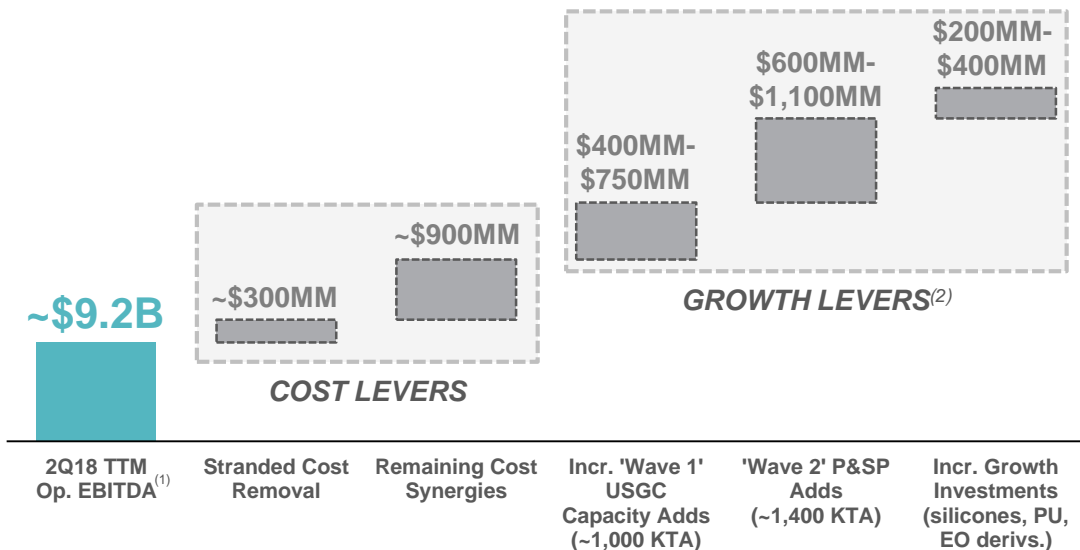 $200MM-
$400MM
$600MM-
$1,100MM
$400MM-
$750MM
~$900MM
~$300MM
~$9.2B
GROWTH LEVERS(2)
COST LEVERS
2Q18 TTM
Op. EBITDA(1)
Stranded Cost
Removal
Remaining Cost
Synergies
Incr. 'Wave 1'
USGC
Capacity Adds
(~1,000 KTA)
'Wave 2' P&SP
Adds
(~1,400 KTA)
Incr. Growth
Investments
(silicones, PU,
EO derivs.)